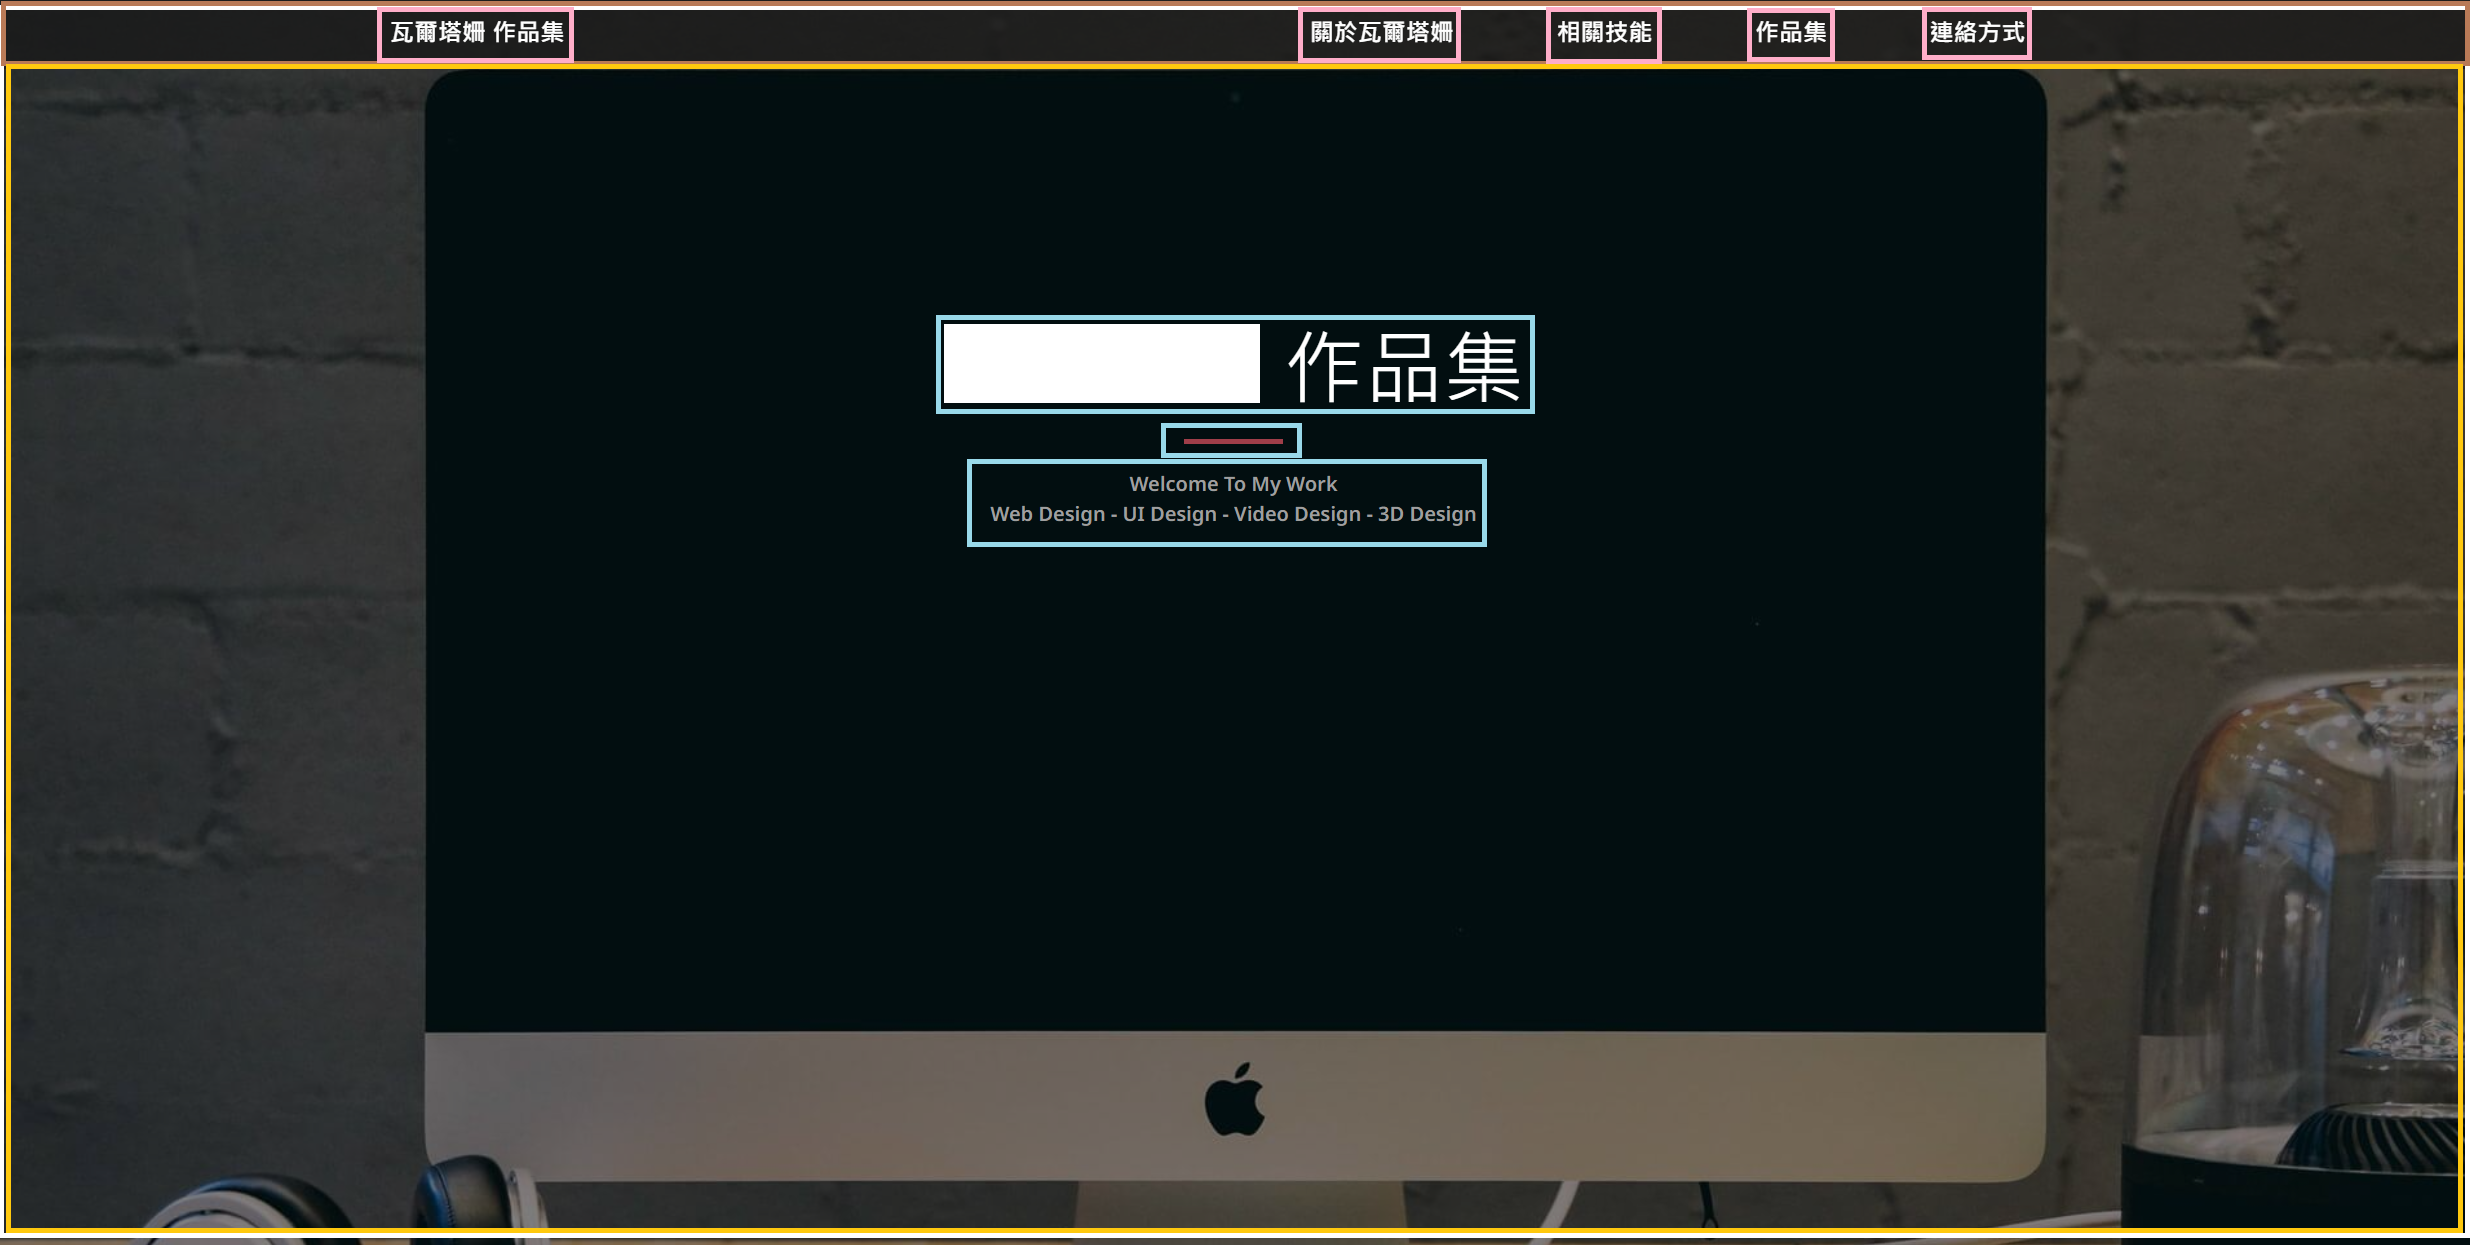 瓦爾塔姍 作品集
關於瓦爾塔姍
相關技能
作品集
連絡方式
作品集
Welcome To My Work
Web Design - UI Design - Video Design - 3D Design